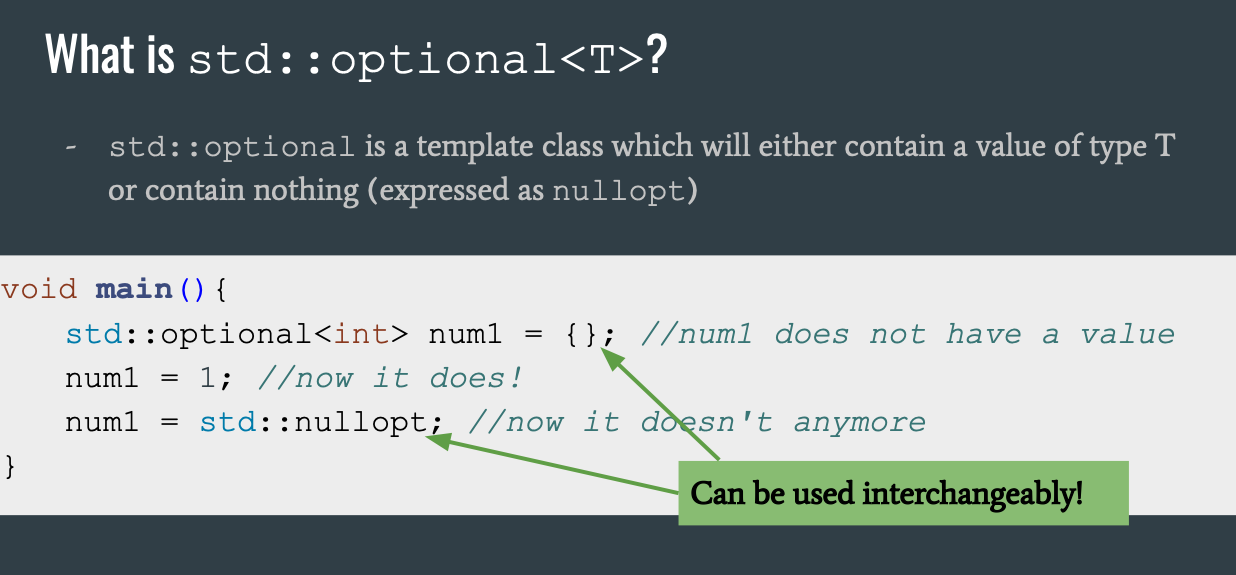 What is std::optional<T>?
- std::optional is a template class which will either contain a value of type T
or contain nothing (expressed as nullopt)
void main(){
std::optional<int> num1 = {}; //num1 does not have a value
num1 = 1; //now it does!
num1 = std::nullopt; //now it doesn't anymore
}
Can be used interchangeably!